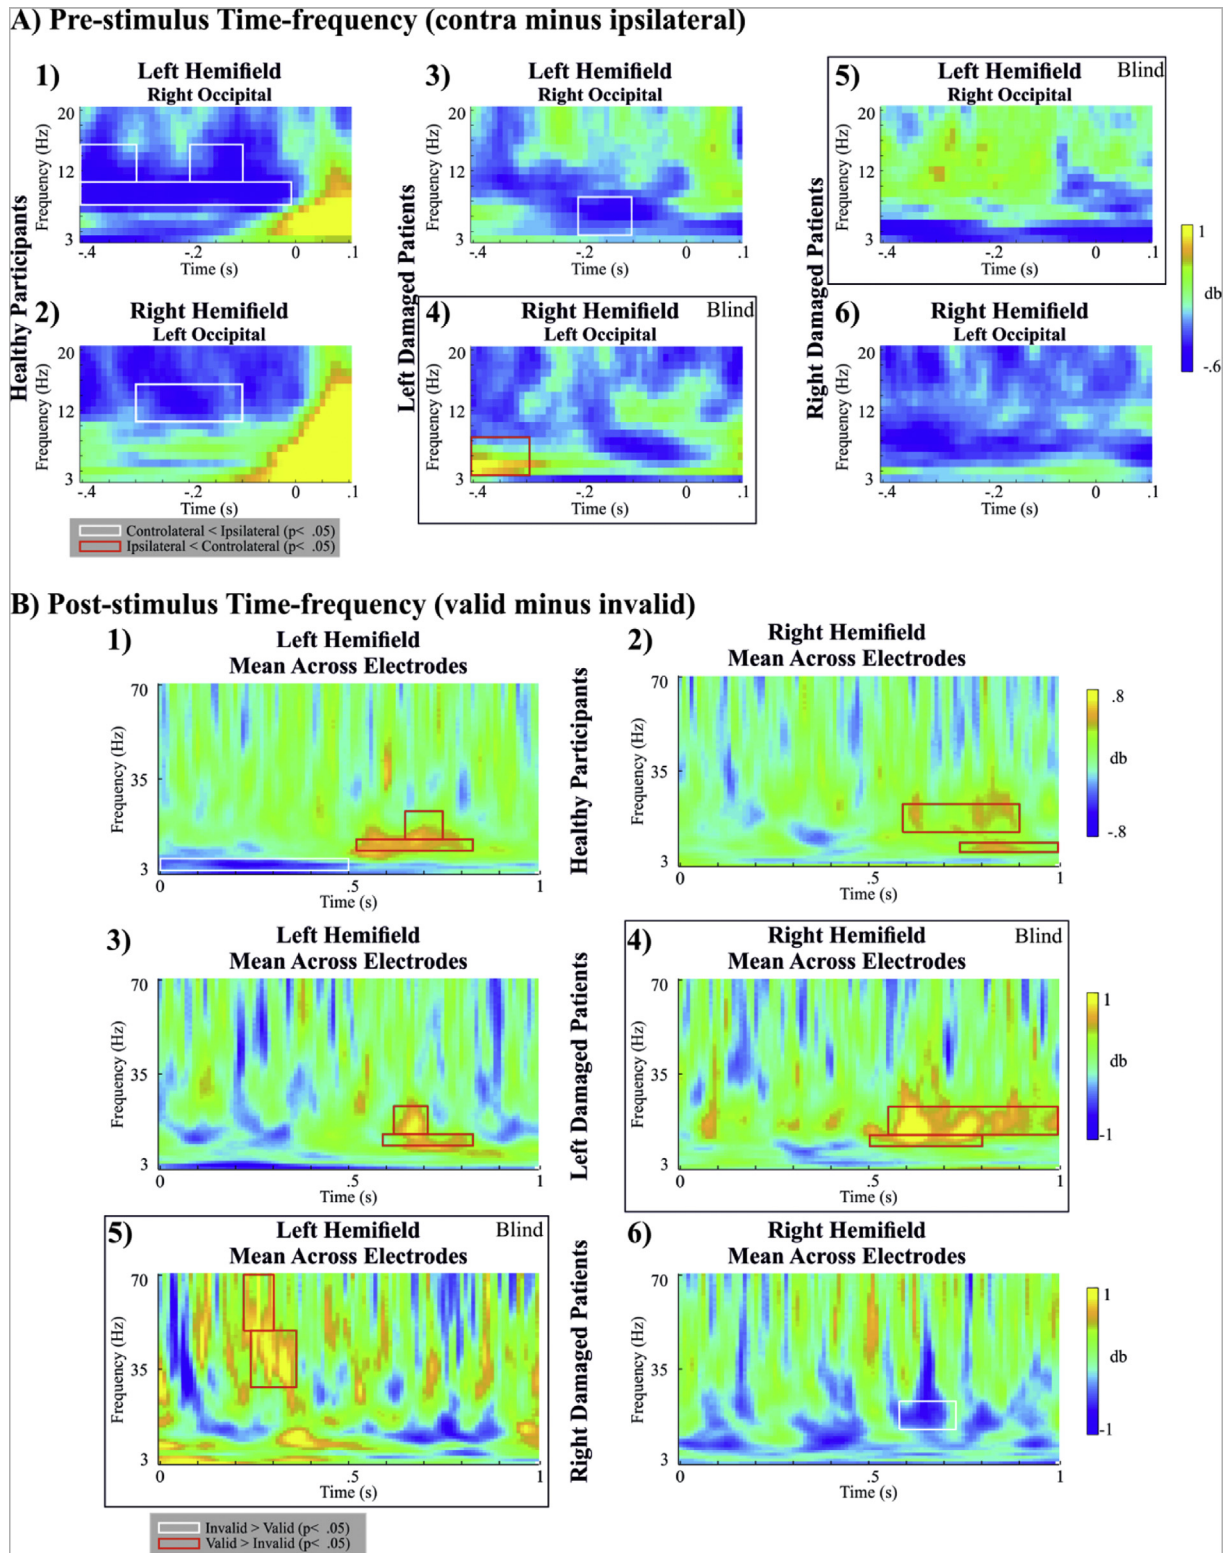 A) Pre-stimulus Time-frequency (contra minus ipsilateral)
Healthy Participants
1)
Left Hemifield
Right Occipital
Frequency (Hz)
20
12
3
-.4
-.2
0
.1
Time (s)
2)
Right Hemifield
Left Occipital
Frequency (Hz)
20
12
3
-.4
-.2
0
.1
Time (s)
Controlateral < Ipsilateral (p< .05)
Ipsilateral < Controlateral (p< .05)
Left Damaged Patients
3)
Left Hemifield
Right Occipital
Frequency (Hz)
20
12
3
-.4
-.2
0
.1
Time (s)
4)
Right Hemifield
Blind
Left Occipital
Frequency (Hz)
20
12
3
-.4
-.2
0
.1
Time (s)
Right Damaged Patients
5)
Left Hemifield
Blind
Right Occipital
Frequency (Hz)
20
12
3
-.4
-.2
0
.1
Time (s)
6)
Right Hemifield
Left Occipital
Frequency (Hz)
20
12
3
-.4
-.2
0
.1
Time (s)
1
db
-.6
B) Post-stimulus Time-frequency (valid minus invalid)
1)
Left Hemifield
Mean Across Electrodes
Frequency (Hz)
70
35
3
0
.5
1
Time (s)
Healthy Participants
2)
Right Hemifield
Mean Across Electrodes
Frequency (Hz)
70
35
3
0
.5
1
Time (s)
.8
db
-.8
3)
Left Hemifield
Mean Across Electrodes
Frequency (Hz)
70
35
3
0
.5
1
Time (s)
Left Damaged Patients
4)
Right Hemifield
Blind
Mean Across Electrodes
Frequency (Hz)
70
35
3
0
.5
1
Time (s)
1
db
-1
5)
Left Hemifield
Blind
Mean Across Electrodes
Frequency (Hz)
70
35
3
0
.5
1
Time (s)
Right Damaged Patients
6)
Right Hemifield
Mean Across Electrodes
Frequency (Hz)
70
35
3
0
.5
1
Time (s)
1
db
-1
Invalid > Valid (p< .05)
Valid > Invalid (p< .05)